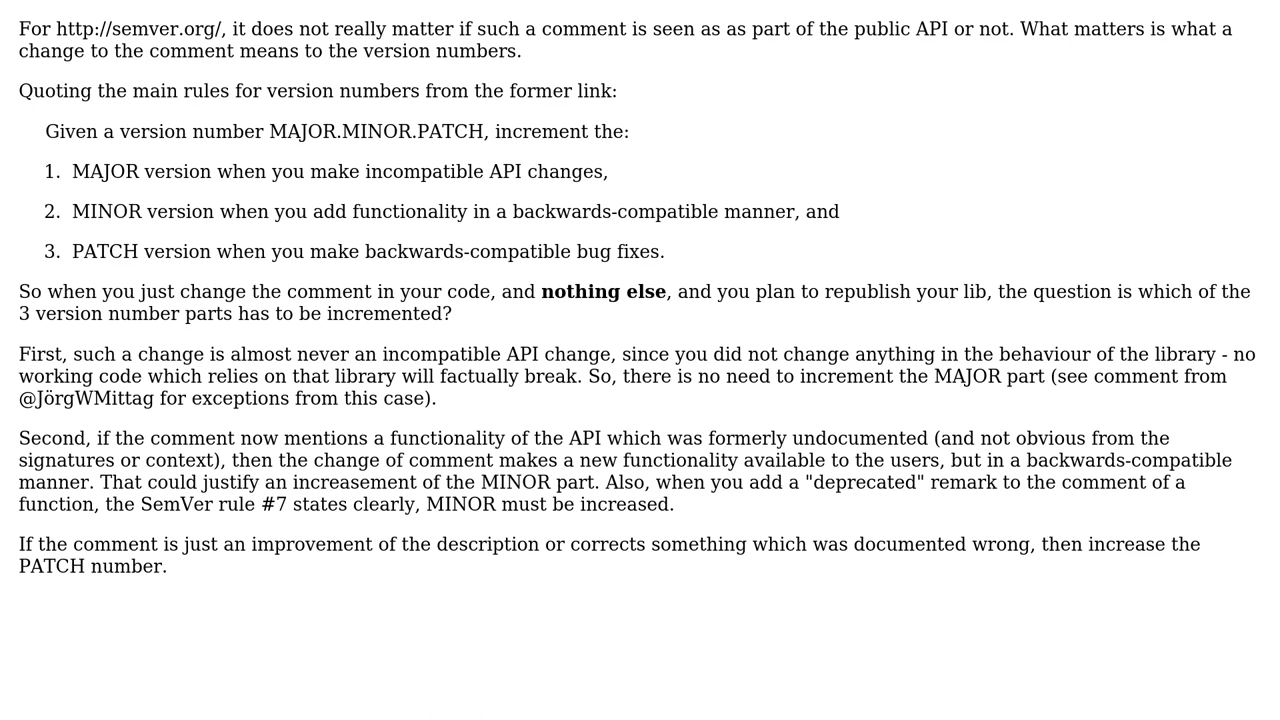 For http://semver.org/, it does not really matter if such a comment is seen as as part of the public API or not. What matters is what a
change to the comment means to the version numbers.
Quoting the main rules for version numbers from the former link:
Given a version number MAJOR.MINOR.PATCH, increment the:
1. MAJOR version when you make incompatible API changes,
2. MINOR version when you add functionality in a backwards-compatible manner, and
3. PATCH version when you make backwards-compatible bug fixes.
So when you just change the comment in your code, and nothing else, and you plan to republish your lib, the question is which of the
3 version number parts has to be incremented?
First, such a change is almost never an incompatible API change, since you did not change anything in the behaviour of the library - no
working code which relies on that library will factually break. So, there is no need to increment the MAJOR part (see comment from
@JörgWMittag for exceptions from this case).
Second, if the comment now mentions a functionality of the API which was formerly undocumented (and not obvious from the
signatures or context), then the change of comment makes a new functionality available to the users, but in a backwards-compatible
manner. That could justify an increasement of the MINOR part. Also, when you add a "deprecated" remark to the comment of a
function, the SemVer rule #7 states clearly, MINOR must be increased.
If the comment is just an improvement of the description or corrects something which was documented wrong, then increase the
PATCH number.